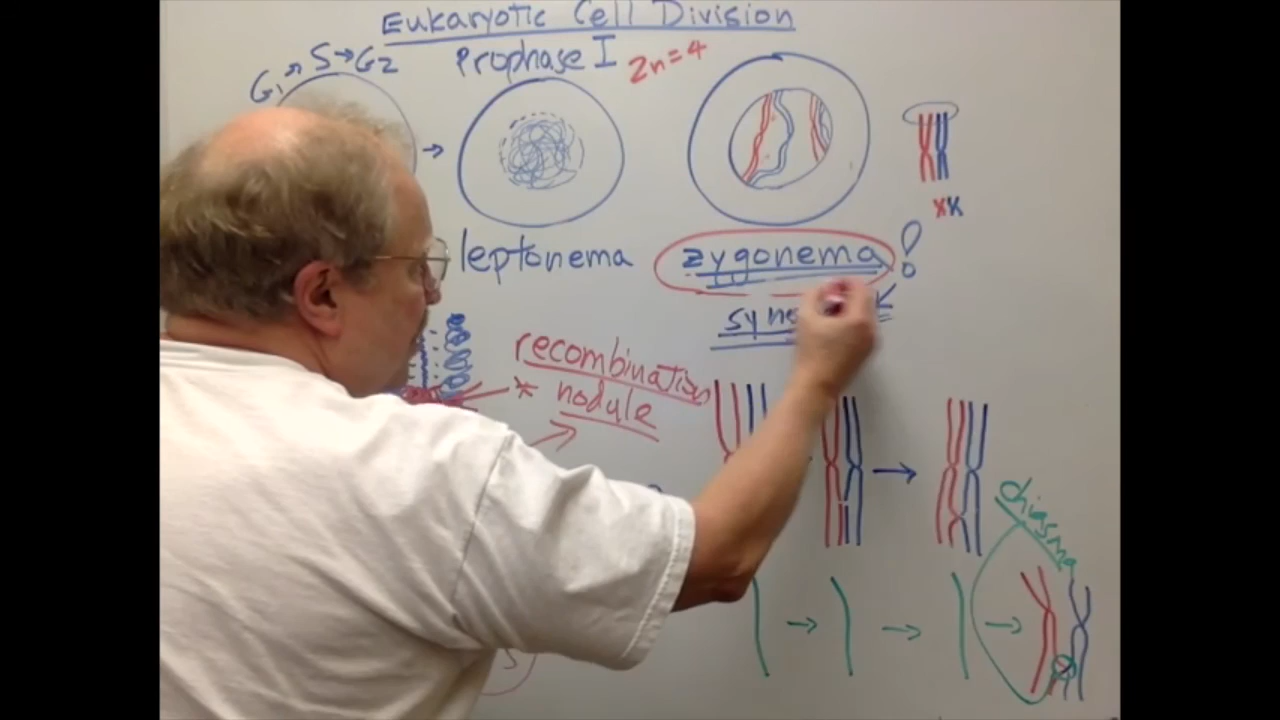 Eukaryotic Cell Division
G1 → S → G2
Prophase I
2n=4
leptonema
zygonema!
recombination
* nodule
chiasma